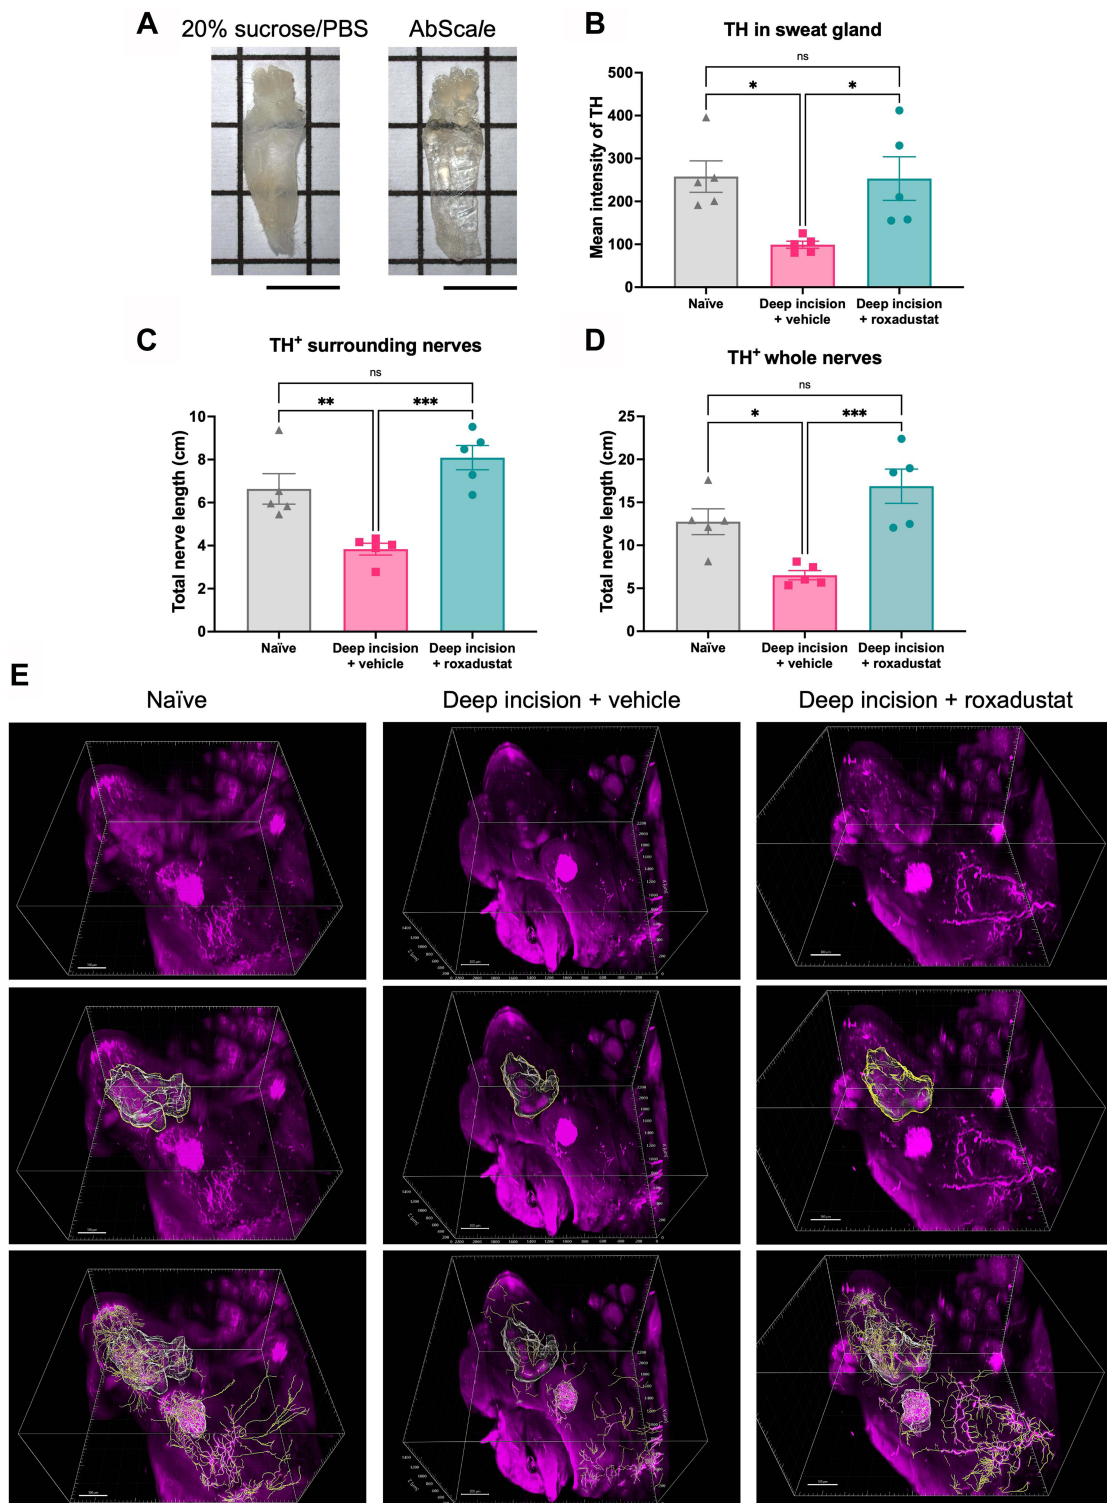 A
20% sucrose/PBS
AbScale
B
TH in sweat gland
ns
*
*
Mean intensity of TH
500
400
300
200
100
0
Naïve
Deep incision
+ vehicle
Deep incision
+ roxadustat
C
TH+ surrounding nerves
ns
**
***
Total nerve length (cm)
10
8
6
4
2
0
Naïve
Deep incision
+ vehicle
Deep incision
+ roxadustat
D
TH+ whole nerves
ns
*
***
Total nerve length (cm)
25
20
15
10
5
0
Naïve
Deep incision
+ vehicle
Deep incision
+ roxadustat
E
Naïve
Deep incision + vehicle
Deep incision + roxadustat